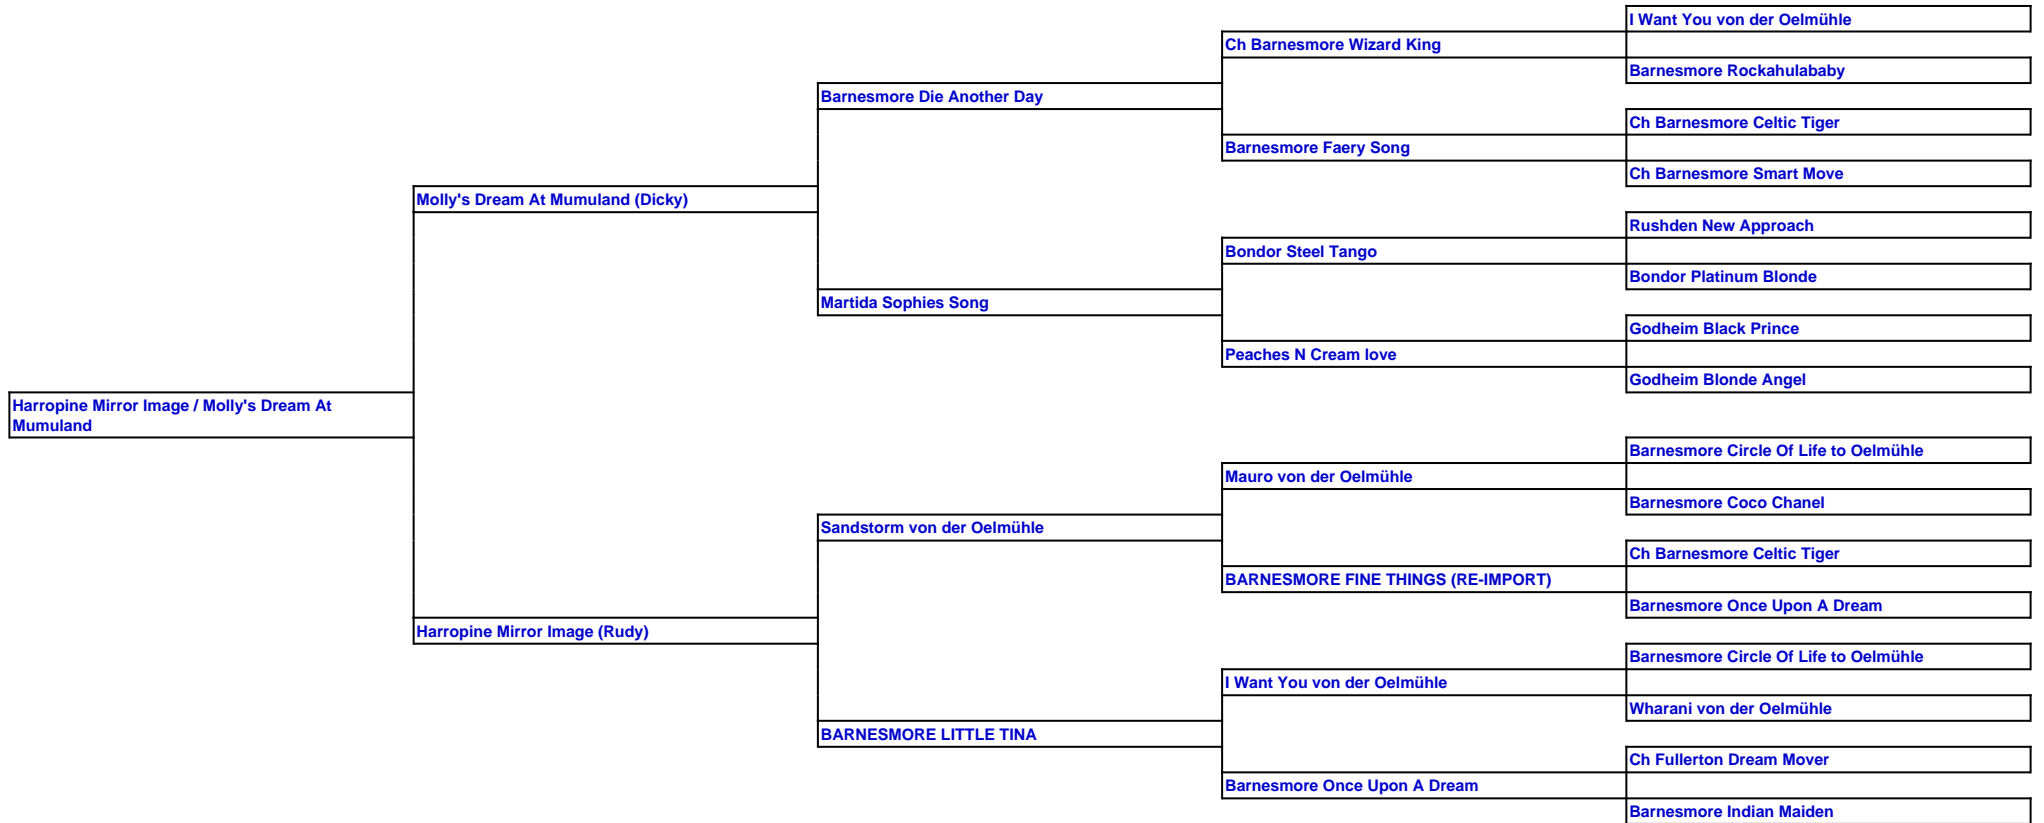 I Want You von der Oelmühle
Ch Barnesmore Wizard King
Barnesmore Rockahulababy
Barnesmore Die Another Day
Ch Barnesmore Celtic Tiger
Barnesmore Faery Song
Ch Barnesmore Smart Move
Molly's Dream At Mumuland (Dicky)
Rushden New Approach
Bondor Steel Tango
Bondor Platinum Blonde
Martida Sophies Song
Godheim Black Prince
Peaches N Cream love
Godheim Blonde Angel
Harropine Mirror Image / Molly's Dream At
Mumuland
Barnesmore Circle Of Life to Oelmühle
Mauro von der Oelmühle
Barnesmore Coco Chanel
Sandstorm von der Oelmühle
Ch Barnesmore Celtic Tiger
BARNESMORE FINE THINGS (RE-IMPORT)
Barnesmore Once Upon A Dream
Harropine Mirror Image (Rudy)
Barnesmore Circle Of Life to Oelmühle
I Want You von der Oelmühle
Wharani von der Oelmühle
BARNESMORE LITTLE TINA
Ch Fullerton Dream Mover
Barnesmore Once Upon A Dream
Barnesmore Indian Maiden